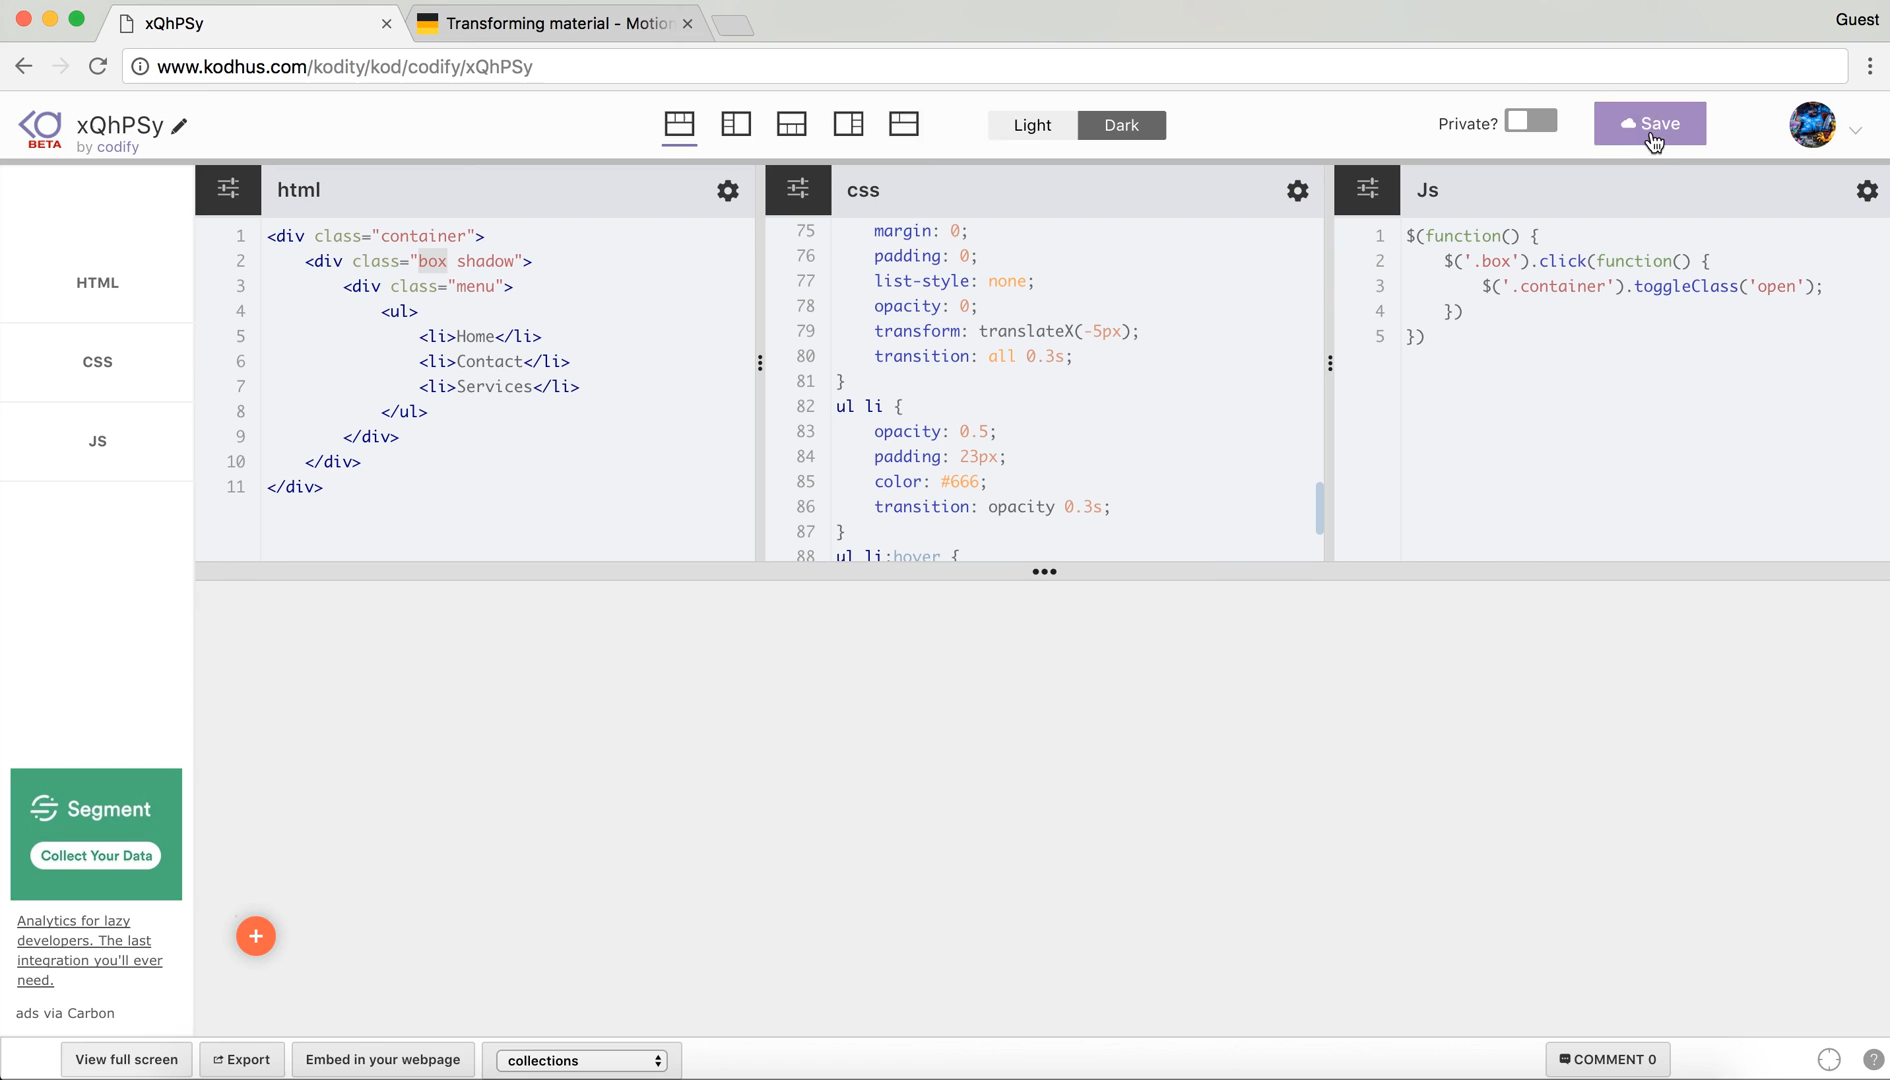 xQhPSy
Transforming material - Motion
Guest
www.kodhus.com/kodity/kod/codify/xQhPSy
BETA
xQhPSy
by codify
Light
Dark
Private?
Save
HTML
CSS
JS
html
1 <div class="container">
2 <div class="box shadow">
3 <div class="menu">
4 <ul>
5 <li>Home</li>
6 <li>Contact</li>
7 <li>Services</li>
8 </ul>
9 </div>
10 </div>
11 </div>
css
75 margin: 0;
76 padding: 0;
77 list-style: none;
78 opacity: 0;
79 transform: translateX(-5px);
80 transition: all 0.3s;
81 }
82 ul li {
83 opacity: 0.5;
84 padding: 23px;
85 color: #666;
86 transition: opacity 0.3s;
87 }
88 ul li:hover {
Js
1 $(function() {
2 $('.box').click(function() {
3 $('.container').toggleClass('open');
4 })
5 })
Segment
Collect Your Data
Analytics for lazy
developers. The last
integration you'll ever
need.
ads via Carbon
+
View full screen
Export
Embed in your webpage
collections
COMMENT 0
?